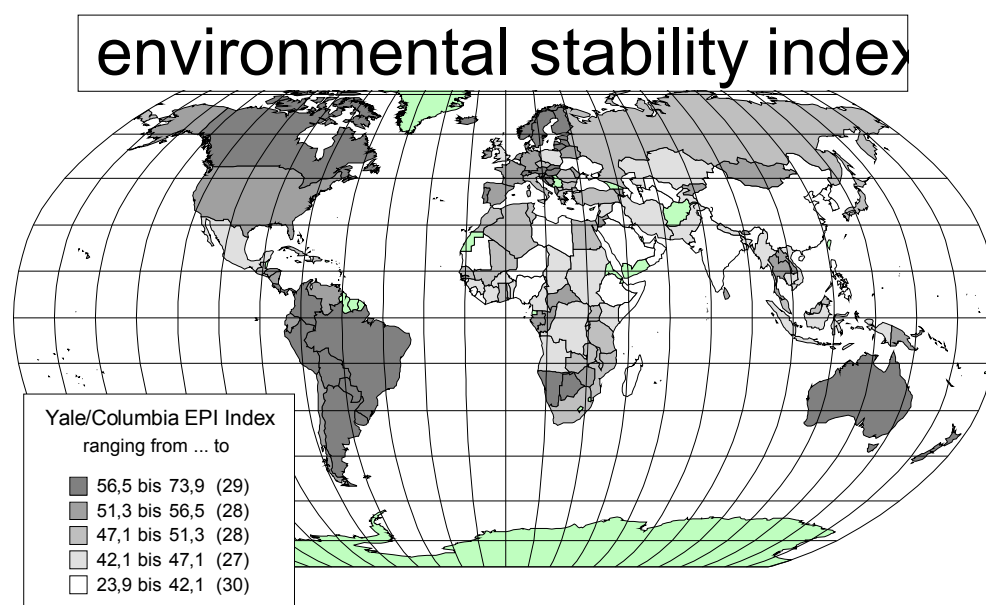 environmental stability index
Yale/Columbia EPI Index
ranging from ... to
56,5 bis 73,9 (29)
51,3 bis 56,5 (28)
47,1 bis 51,3 (28)
42,1 bis 47,1 (27)
23,9 bis 42,1 (30)